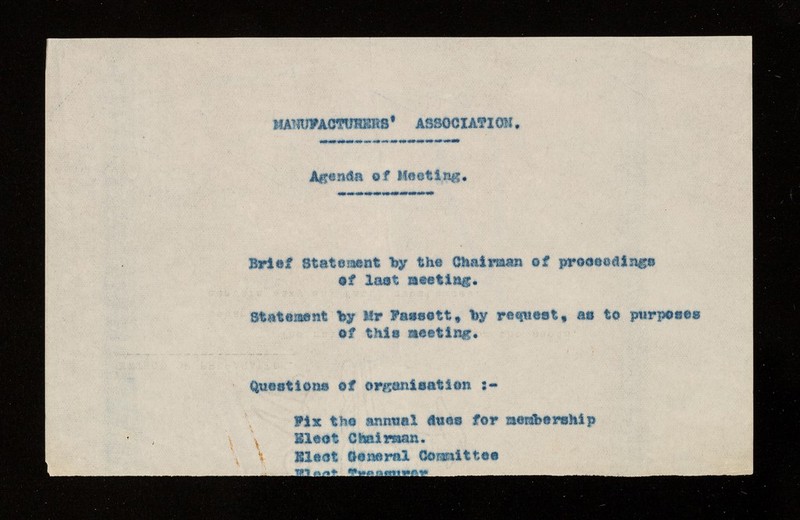 MANUFACTURERS' ASSOCIATION.
Agenda of Meeting.
Brief Statement by the Chairman of proceedings
of last meeting.
Statement by Mr Fassett, by request, as to purposes
of this meeting.
Questions of organisation :-
Fix the annual dues for membership
Elect Chairman.
Elect General Committee
Elect Treasurer